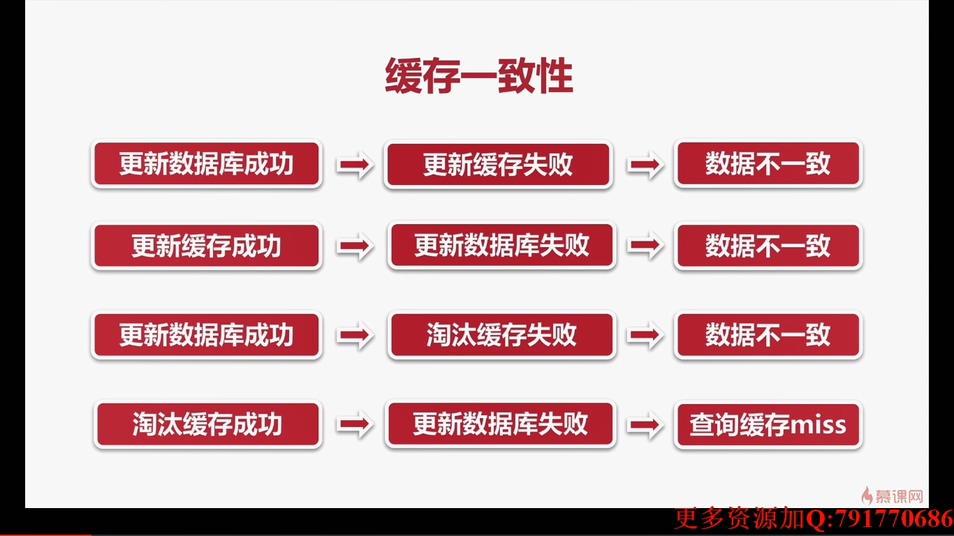 缓存一致性
更新数据库成功 更新缓存失败 数据不一致
更新缓存成功 更新数据库失败 数据不一致
更新数据库成功 淘汰缓存失败 数据不一致
淘汰缓存成功 更新数据库失败 查询缓存miss
慕课网
更多资源加Q:791770686